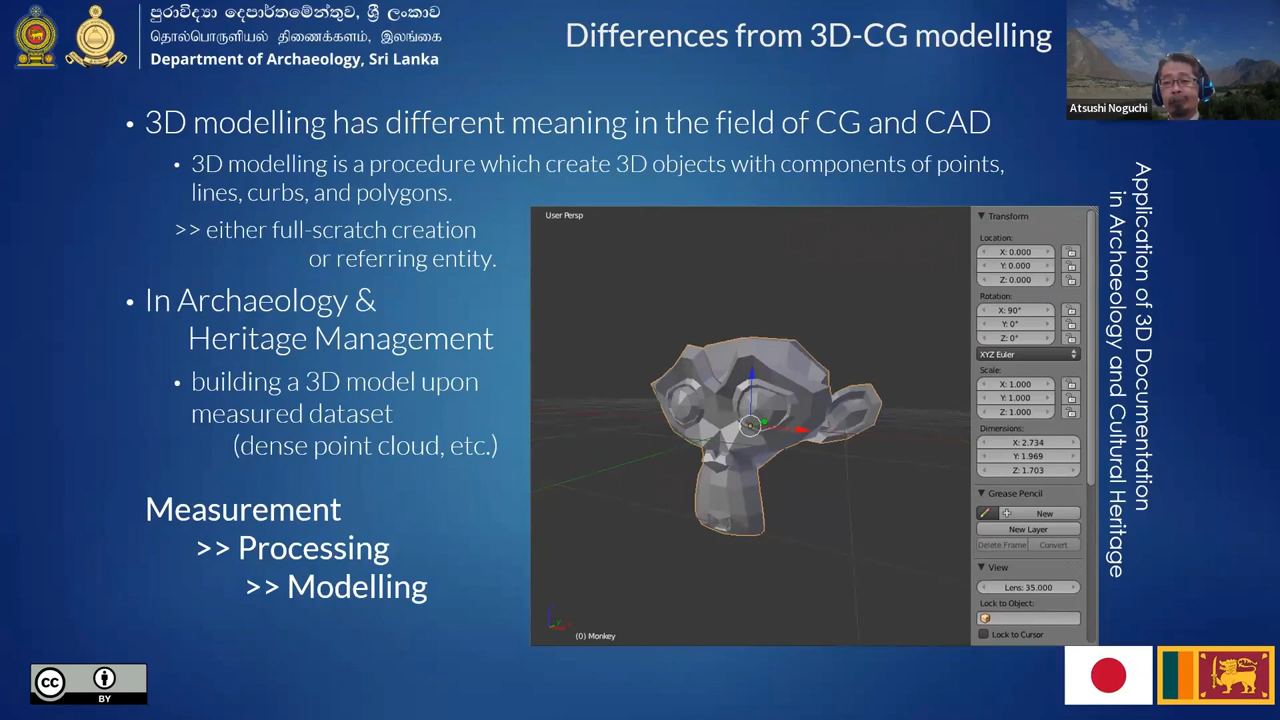 පුරාවිද්‍යා දෙපාර්තමේන්තුව, ශ්‍රී ලංකාව
தொல்பொருளியல் திணைக்களம், இலங்கை
Department of Archaeology, Sri Lanka
Differences from 3D-CG modelling
Atsushi Noguchi
• 3D modelling has different meaning in the field of CG and CAD
• 3D modelling is a procedure which create 3D objects with components of points,
lines, curbs, and polygons.
>> either full-scratch creation
or referring entity.
• In Archaeology &
Heritage Management
• building a 3D model upon
measured dataset
(dense point cloud, etc.)
Measurement
>> Processing
>> Modelling
User Persp
(0) Monkey
Transform
Location:
X: 0.000
Y: 0.000
Z: 0.000
Rotation:
X: 90°
Y: 0°
Z: 0°
XYZ Euler
Scale:
X: 1.000
Y: 1.000
Z: 1.000
Dimensions:
X: 2.734
Y: 1.969
Z: 1.703
Grease Pencil
New
New Layer
Delete Frame Convert
View
Lens: 35.000
Lock to Object:
Lock to Cursor
Application of 3D Documentation
in Archaeology and Cultural Heritage
CC
BY